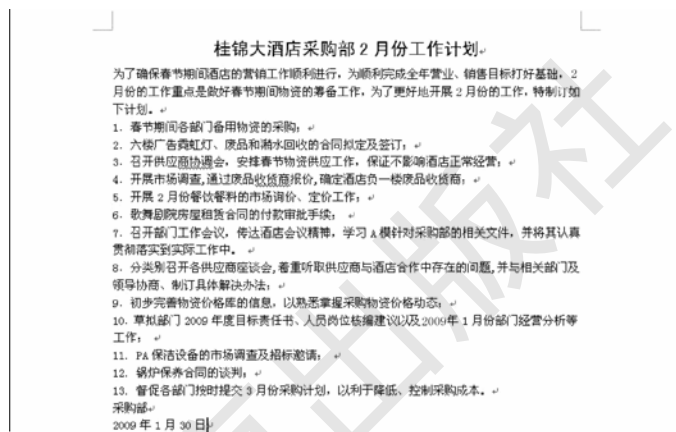 桂锦大酒店采购部2月份工作计划
为了确保春节期间酒店的营销工作顺利进行，为顺利完成全年营业、销售目标打好基础，2
月份的工作重点是做好春节期间物资的筹备工作，为了更好地开展2月份的工作，特制订如
下计划。
1．春节期间各部门备用物资的采购；
2．六楼广告霓虹灯、废品和潲水回收的合同拟定及签订；
3．召开供应商协调会，安排春节物资供应工作，保证不影响酒店正常经营；
4．开展市场调查,通过废品收货商报价,确定酒店负一楼废品收货商；
5．开展2月份餐饮餐料的市场询价、定价工作；
6．歌舞剧院房屋租赁合同的付款审批手续；
7．召开部门工作会议，传达酒店会议精神，学习A模针对采购部的相关文件，并将其认真
贯彻落实到实际工作中。
8．分类别召开各供应商座谈会,着重听取供应商与酒店合作中存在的问题,并与相关部门及
领导协商、制订具体解决办法；
9．初步完善物资价格库的信息，以熟悉掌握采购物资价格动态；
10．草拟部门2009年度目标责任书、人员岗位核编建议以及2009年1月份部门经营分析等
工作；
11．PA保洁设备的市场调查及招标邀请；
12．锅炉保养合同的谈判；
13．督促各部门按时提交3月份采购计划，以利于降低、控制采购成本。
采购部
2009年1月30日
出版社